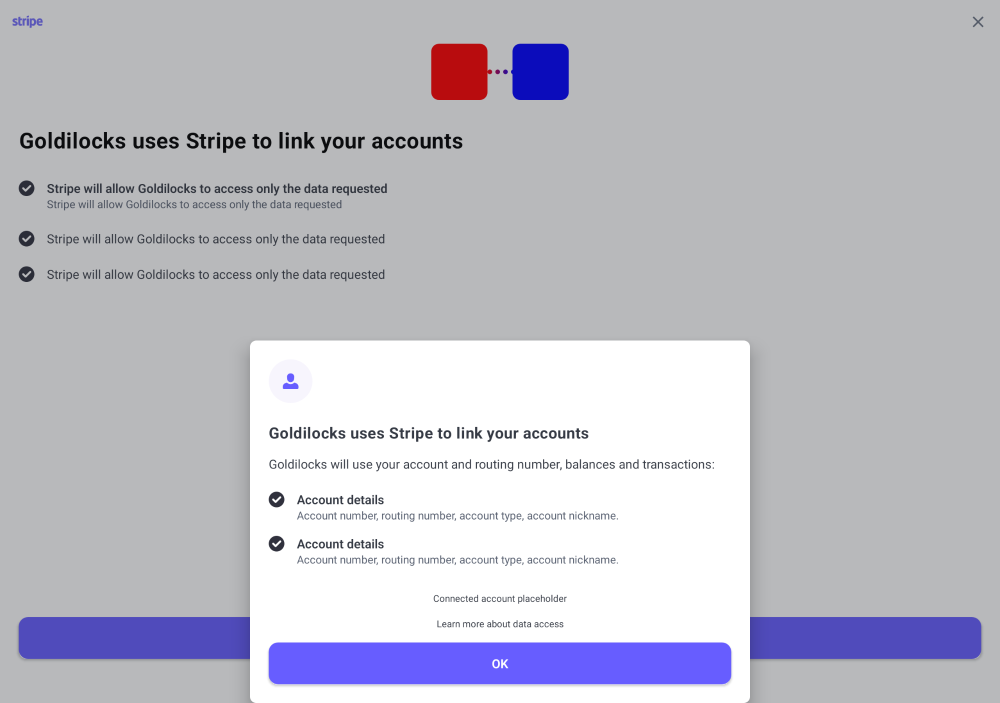 stripe
Goldilocks uses Stripe to link your accounts
Stripe will allow Goldilocks to access only the data requested
Stripe will allow Goldilocks to access only the data requested
Stripe will allow Goldilocks to access only the data requested
Stripe will allow Goldilocks to access only the data requested
Goldilocks uses Stripe to link your accounts
Goldilocks will use your account and routing number, balances and transactions:
Account details
Account number, routing number, account type, account nickname.
Account details
Account number, routing number, account type, account nickname.
Connected account placeholder
Learn more about data access
OK